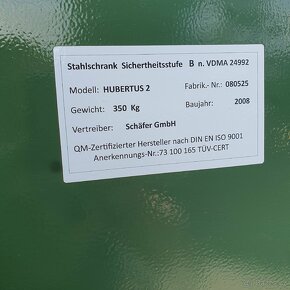 Stahlschrank Sichertheitsstufe B n. VDMA 24992
Modell: HUBERTUS 2 Fabrik.- Nr.: 080525
Gewicht: 350 Kg Baujahr: 2008
Vertreiber: Schäfer GmbH
QM-Zertifizierter Hersteller nach DIN EN ISO 9001
Anerkennungs-Nr.:73 100 165 TÜV-CERT